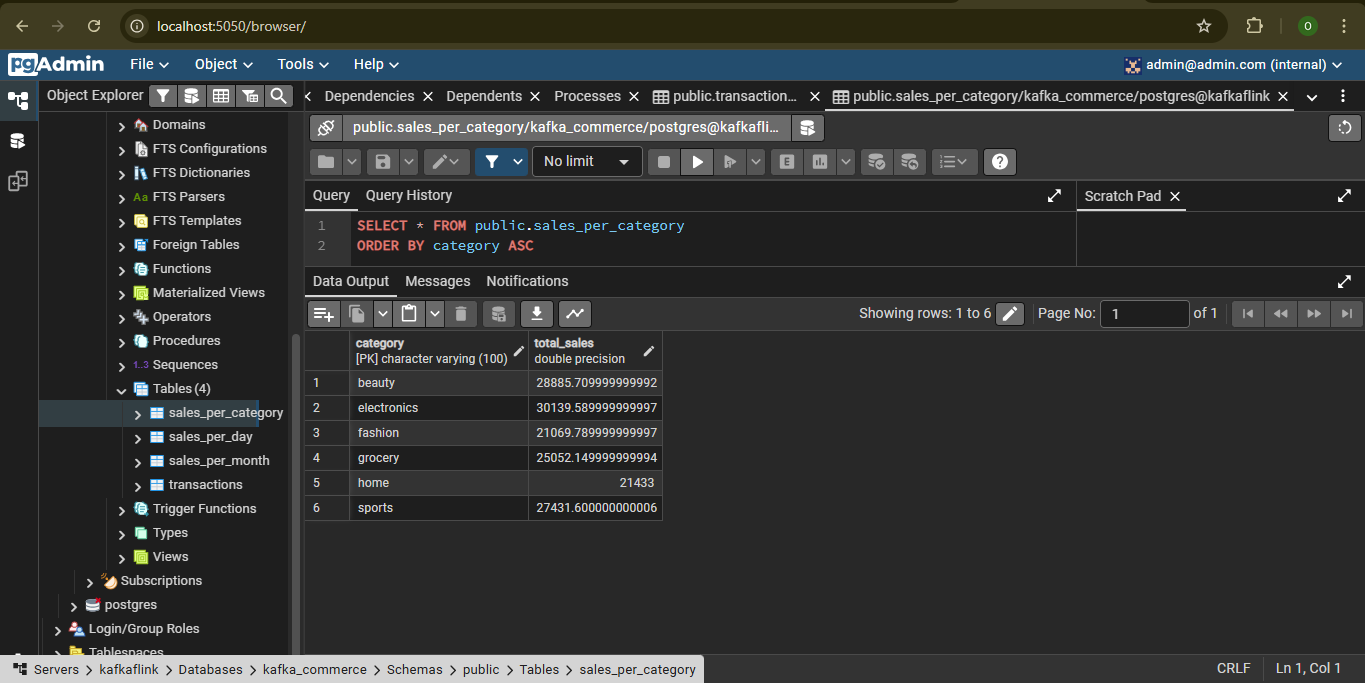 localhost:5050/browser/
O
pgAdmin File Object Tools Help admin@admin.com (internal)
Object Explorer
Dependencies Dependents Processes public.transaction... public.sales_per_category/kafka_commerce/postgres@kafkaflink
public.sales_per_category/kafka_commerce/postgres@kafkafli...
No limit
E
Query Query History
Scratch Pad
1 SELECT * FROM public.sales_per_category
2 ORDER BY category ASC
Data Output Messages Notifications
Showing rows: 1 to 6 Page No: 1 of 1
category total_sales
[PK] character varying (100) double precision
1 beauty 28885.709999999992
2 electronics 30139.589999999997
3 fashion 21069.789999999997
4 grocery 25052.149999999994
5 home 21433
6 sports 27431.600000000006
Domains
FTS Configurations
FTS Dictionaries
Aa FTS Parsers
FTS Templates
Foreign Tables
Functions
Materialized Views
Operators
Procedures
1..3 Sequences
Tables (4)
sales_per_category
sales_per_day
sales_per_month
transactions
Trigger Functions
Types
Views
Subscriptions
postgres
Login/Group Roles
Tablespaces
Servers kafkaflink Databases kafka_commerce Schemas public Tables sales_per_category
CRLF Ln 1, Col 1